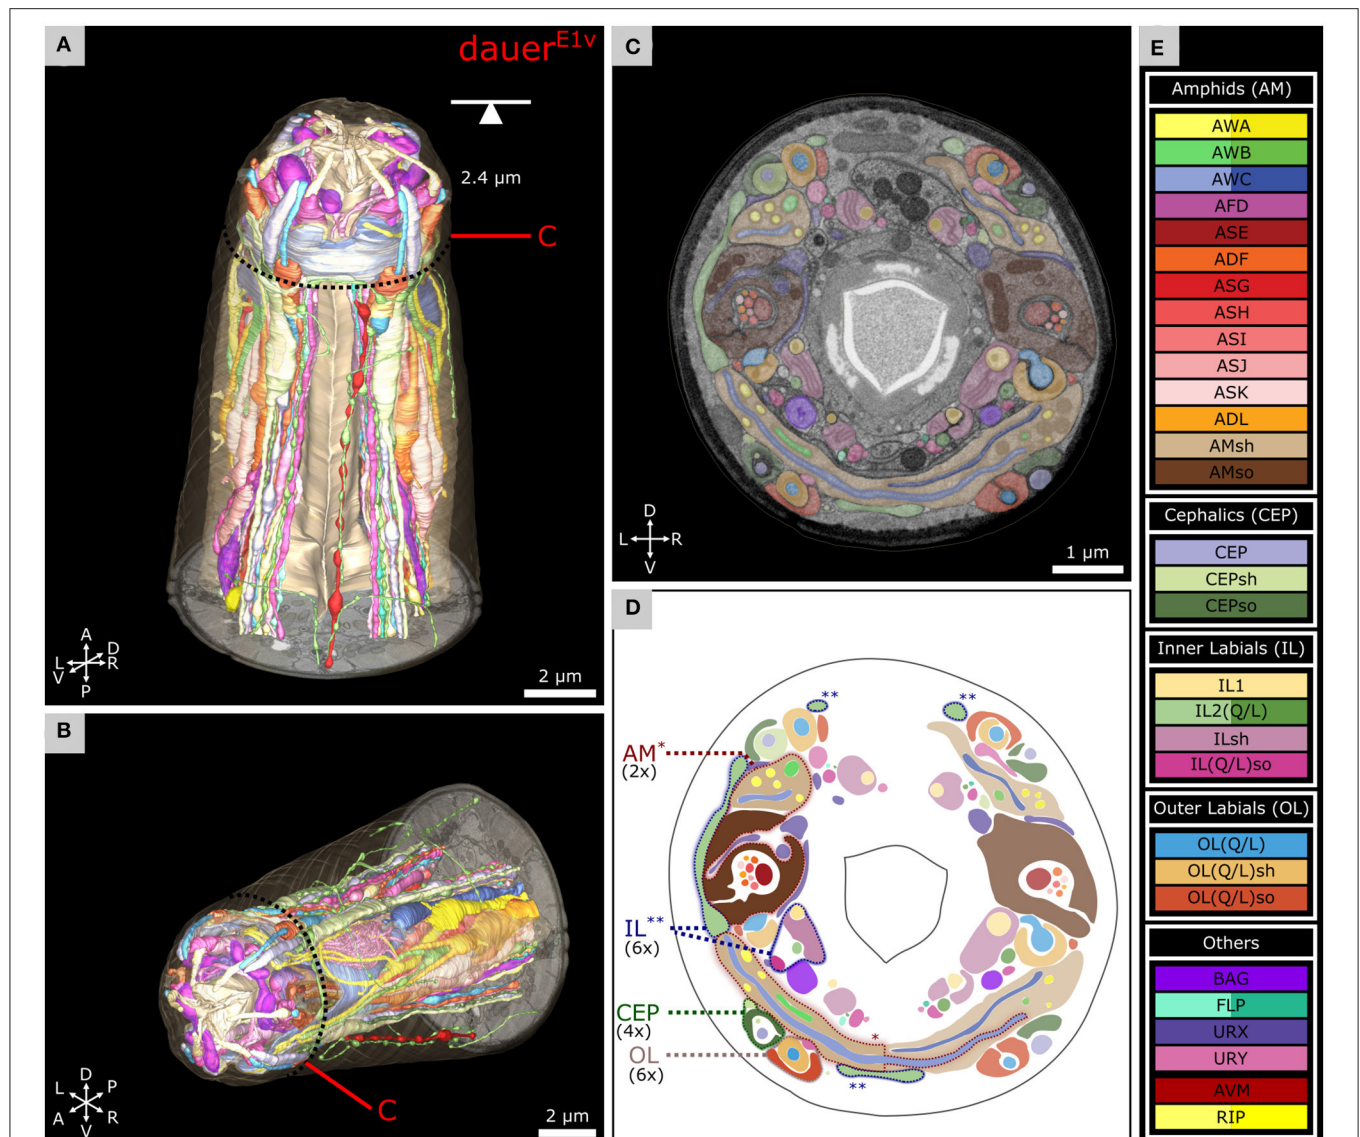 A
dauerE1v
2.4 µm
C
A
D
L
R
V
P
2 µm
B
C
D
L
P
A
R
V
2 µm
C
D
L
R
V
1 µm
D
**
**
AM*
(2x)
IL**
(6x)
CEP
(4x)
OL
(6x)
*
**
E
Amphids (AM)
AWA
AWB
AWC
AFD
ASE
ADF
ASG
ASH
ASI
ASJ
ASK
ADL
AMsh
AMso
Cephalics (CEP)
CEP
CEPsh
CEPso
Inner Labials (IL)
IL1
IL2(Q/L)
ILsh
IL(Q/L)so
Outer Labials (OL)
OL(Q/L)
OL(Q/L)sh
OL(Q/L)so
Others
BAG
FLP
URX
URY
AVM
RIP